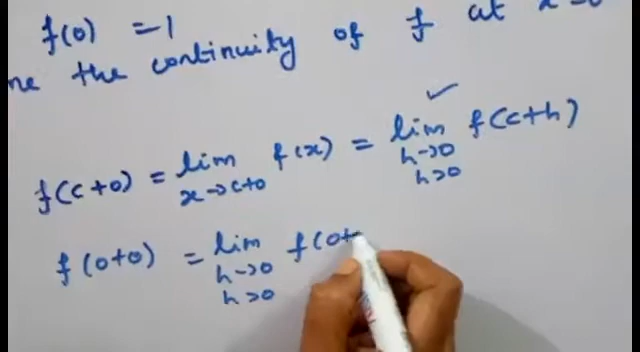 f(0) = 1
the continuity of f at
f(c+0) = lim f(x) = lim f(c+h)
x→c+0 h→0
h>0
f(0+0) = lim f(0+
h→0
h>0